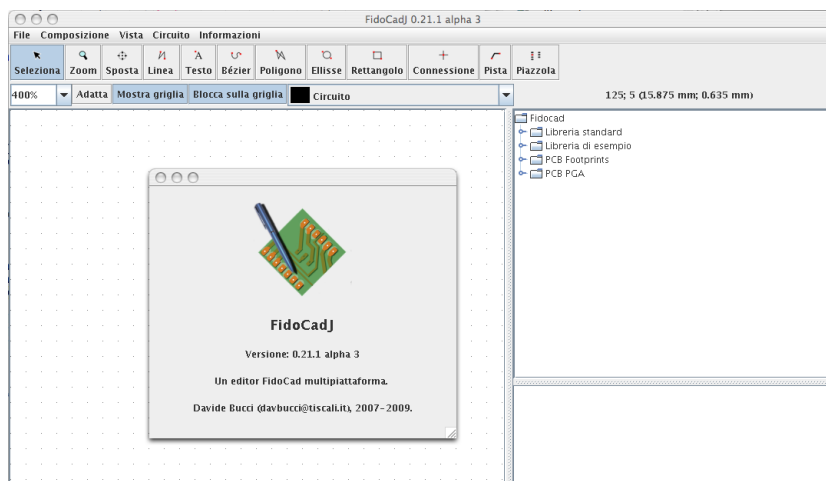 FidoCadJ 0.21.1 alpha 3
File Composizione Vista Circuito Informazioni
Seleziona Zoom Sposta Linea Testo Bézier Poligono Ellisse Rettangolo Connessione Pista Piazzola
400% Adatta Mostra griglia Blocca sulla griglia Circuito 125; 5 (15.875 mm; 0.635 mm)
Fidocad
Libreria standard
Libreria di esempio
PCB Footprints
PCB PGA
FidoCadJ
Versione: 0.21.1 alpha 3
Un editor FidoCad multipiattaforma.
Davide Bucci (davbucci@tiscali.it), 2007-2009.